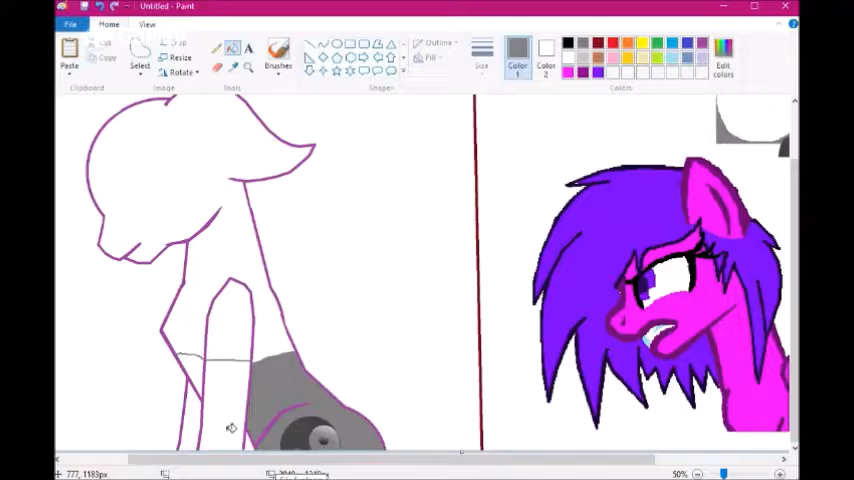 Untitled - Paint
File Home View
Paste
Cut
Copy
Clipboard
Select
Crop
Resize
Rotate
Image
A
Tools
Brushes
Outline
Fill
Shapes
Size
Color 1
Color 2
Edit colors
Colors
777, 1183px
50%